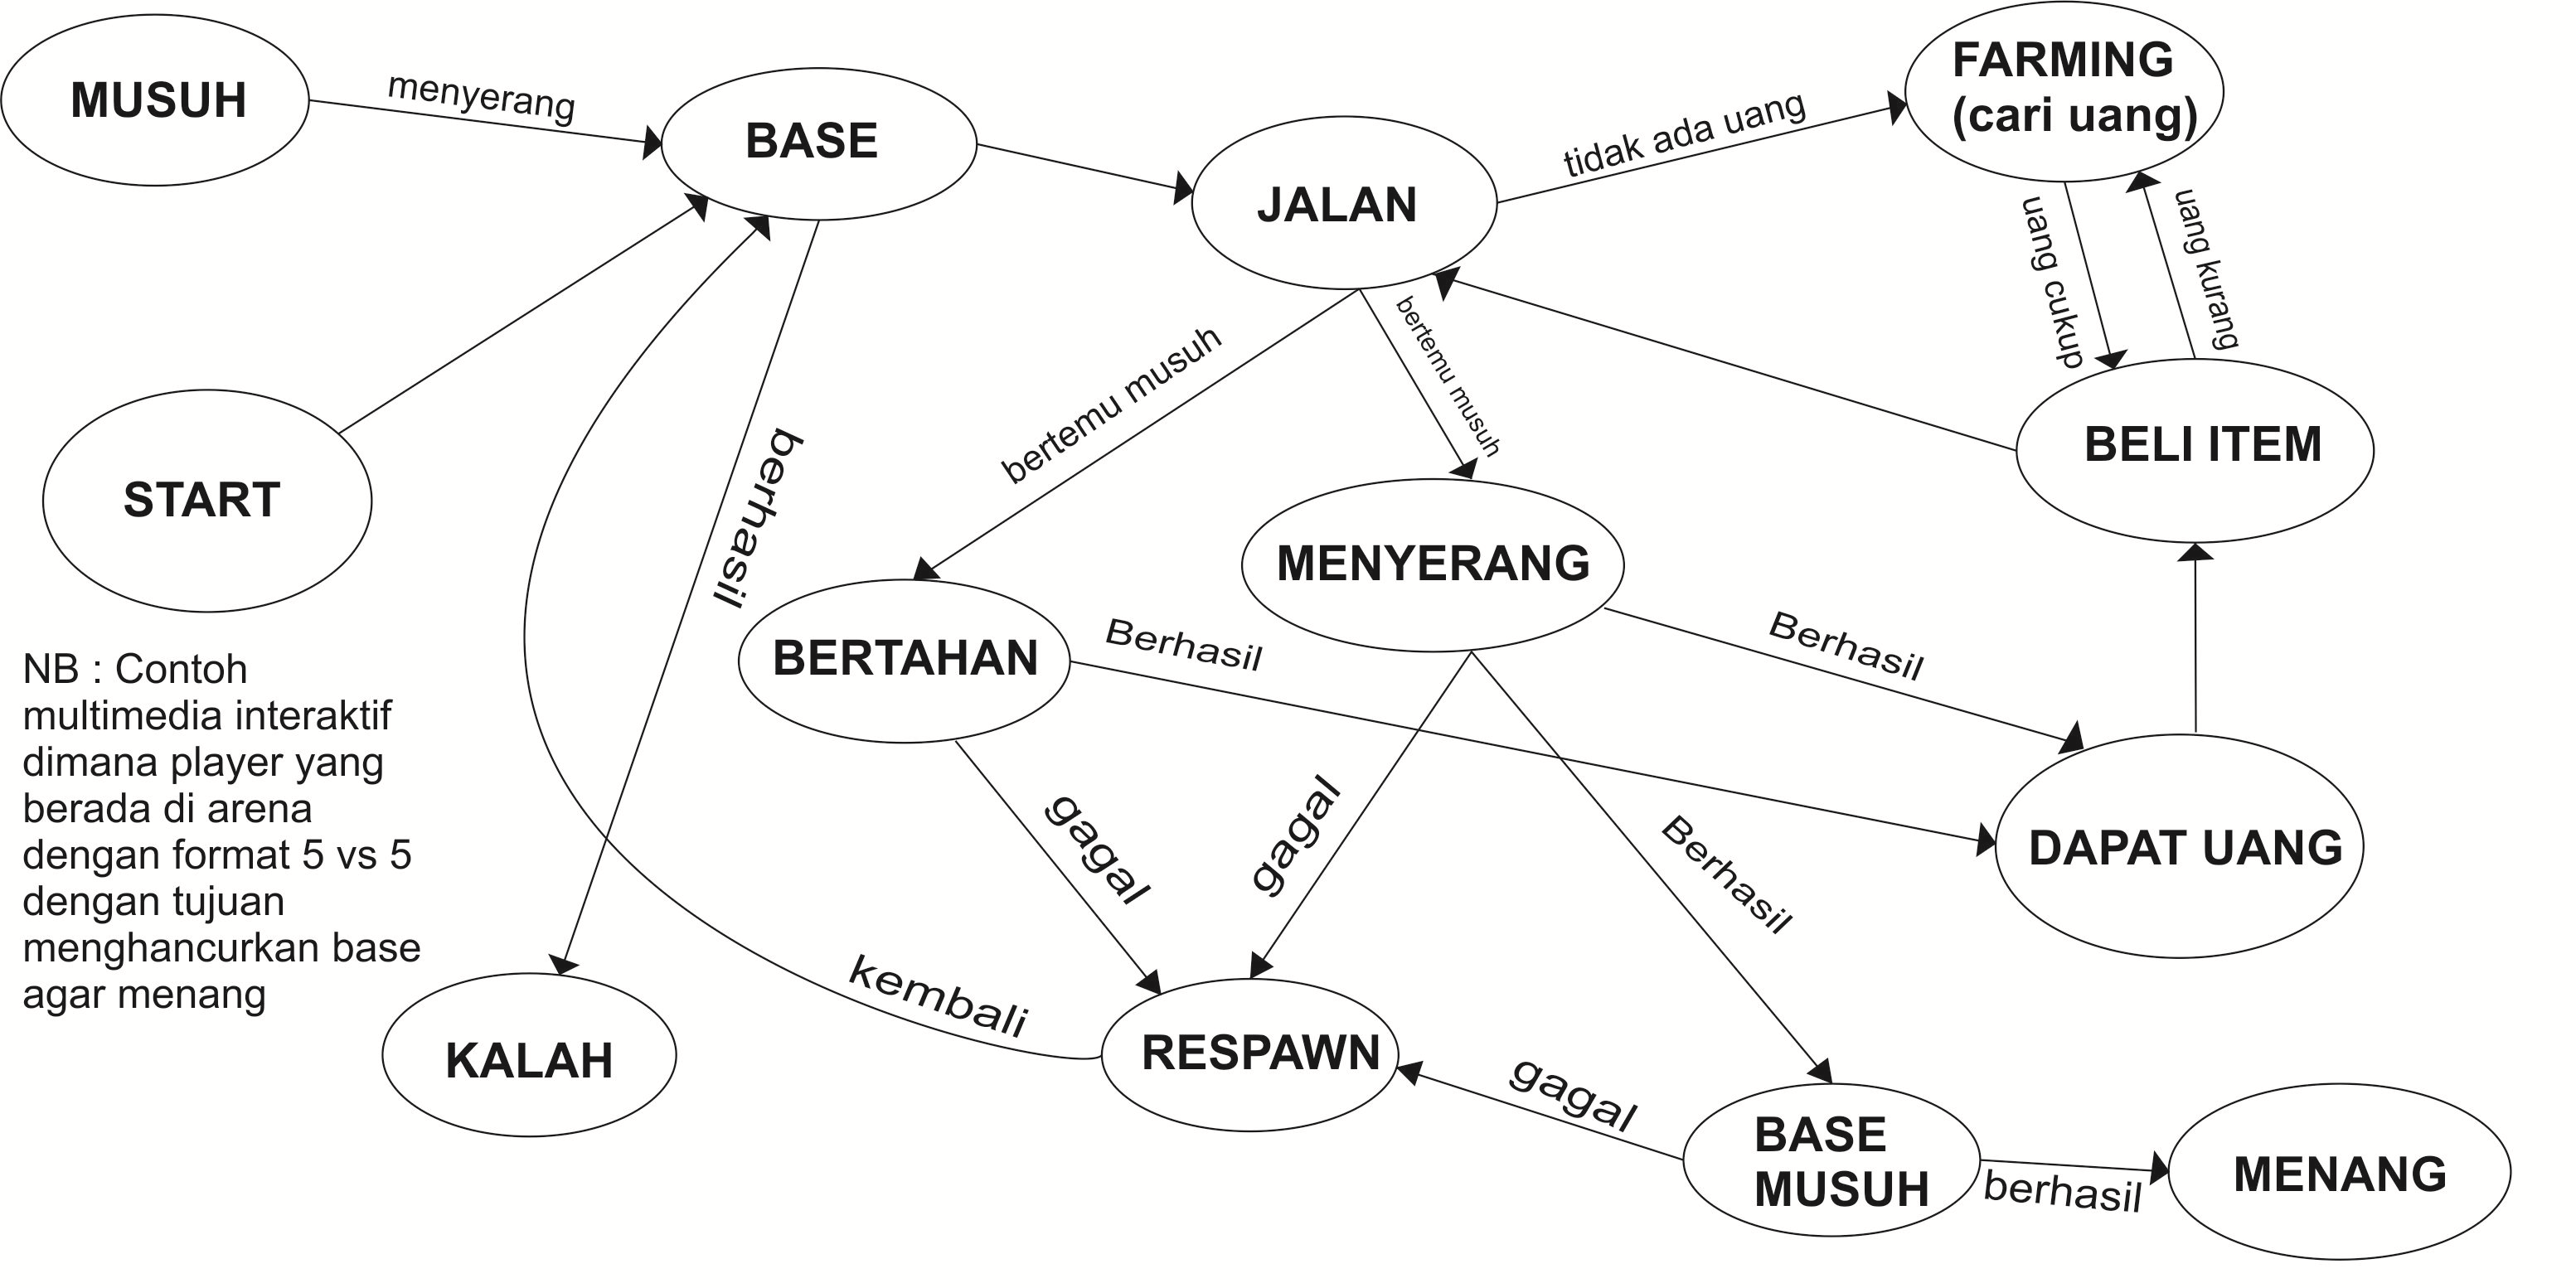 MUSUH
menyerang
BASE
JALAN
tidak ada uang
FARMING
(cari uang)
uang cukup
uang kurang
BELI ITEM
START
berhasil
bertemu musuh
bertemu musuh
MENYERANG
BERTAHAN
Berhasil
Berhasil
DAPAT UANG
NB : Contoh
multimedia interaktif
dimana player yang
berada di arena
dengan format 5 vs 5
dengan tujuan
menghancurkan base
agar menang
gagal
gagal
Berhasil
kembali
KALAH
RESPAWN
gagal
BASE
MUSUH
berhasil
MENANG